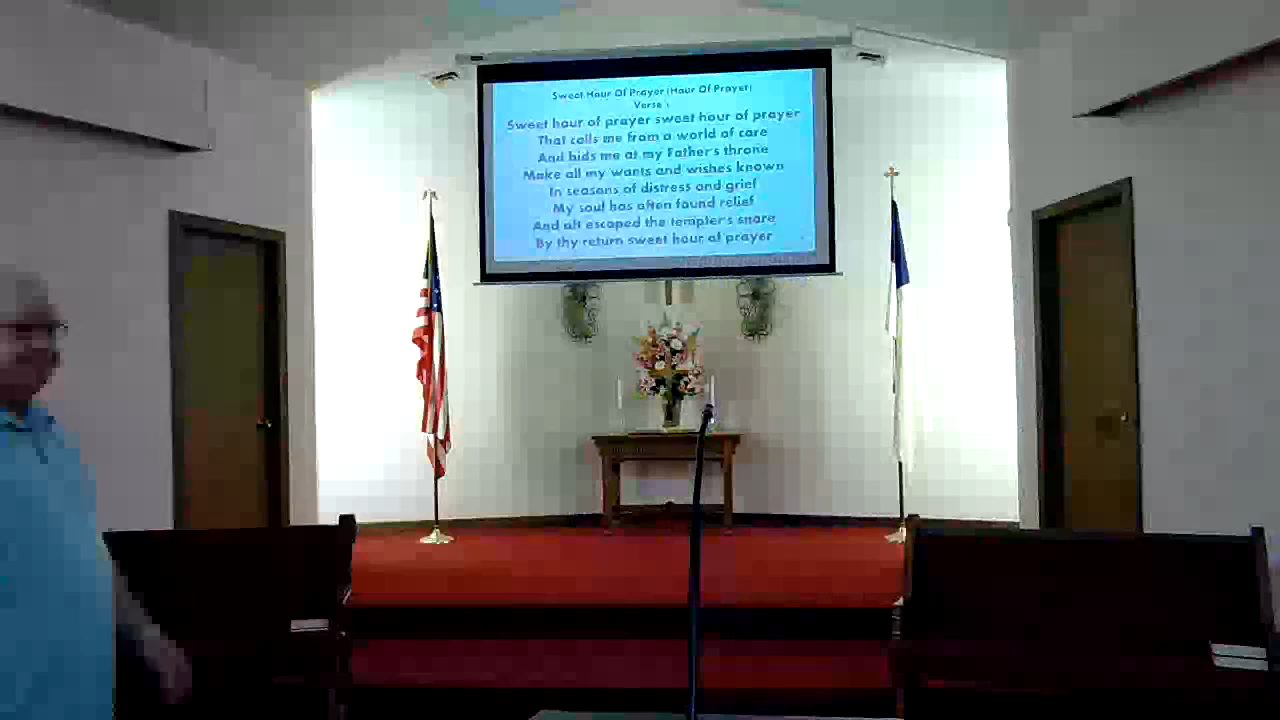 Sweet Hour Of Prayer (Hour Of Prayer)
Verse 1
Sweet hour of prayer sweet hour of prayer
That calls me from a world of care
And bids me at my Father's throne
Make all my wants and wishes known
In seasons of distress and grief
My soul has often found relief
And oft escaped the tempter's snare
By thy return sweet hour of prayer